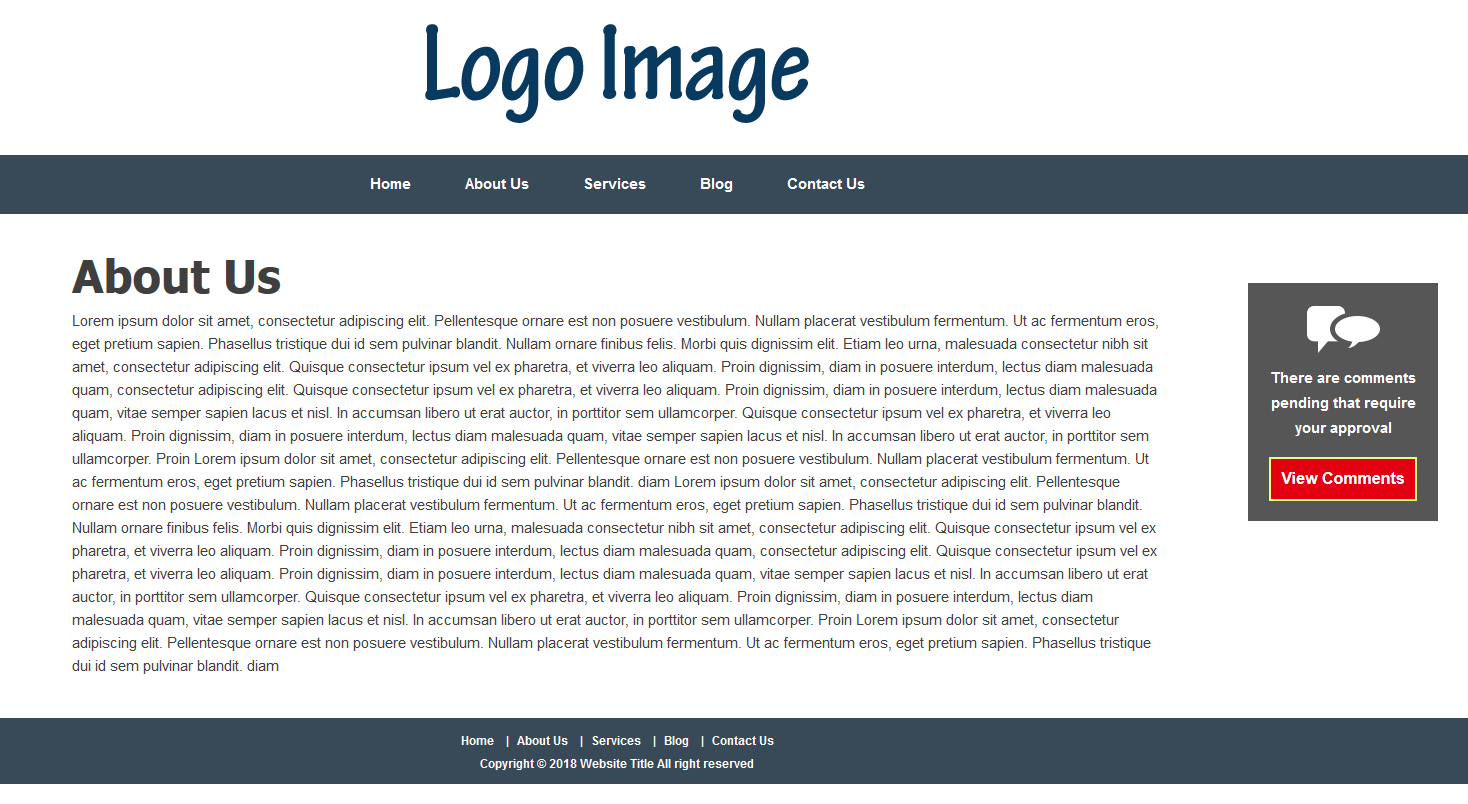 Logo Image
Home About Us Services Blog Contact Us
About Us
Lorem ipsum dolor sit amet, consectetur adipiscing elit. Pellentesque ornare est non posuere vestibulum. Nullam placerat vestibulum fermentum. Ut ac fermentum eros,
eget pretium sapien. Phasellus tristique dui id sem pulvinar blandit. Nullam ornare finibus felis. Morbi quis dignissim elit. Etiam leo urna, malesuada consectetur nibh sit
amet, consectetur adipiscing elit. Quisque consectetur ipsum vel ex pharetra, et viverra leo aliquam. Proin dignissim, diam in posuere interdum, lectus diam malesuada
quam, consectetur adipiscing elit. Quisque consectetur ipsum vel ex pharetra, et viverra leo aliquam. Proin dignissim, diam in posuere interdum, lectus diam malesuada
quam, vitae semper sapien lacus et nisl. In accumsan libero ut erat auctor, in porttitor sem ullamcorper. Quisque consectetur ipsum vel ex pharetra, et viverra leo
aliquam. Proin dignissim, diam in posuere interdum, lectus diam malesuada quam, vitae semper sapien lacus et nisl. In accumsan libero ut erat auctor, in porttitor sem
ullamcorper. Proin Lorem ipsum dolor sit amet, consectetur adipiscing elit. Pellentesque ornare est non posuere vestibulum. Nullam placerat vestibulum fermentum. Ut
ac fermentum eros, eget pretium sapien. Phasellus tristique dui id sem pulvinar blandit. diam Lorem ipsum dolor sit amet, consectetur adipiscing elit. Pellentesque
ornare est non posuere vestibulum. Nullam placerat vestibulum fermentum. Ut ac fermentum eros, eget pretium sapien. Phasellus tristique dui id sem pulvinar blandit.
Nullam ornare finibus felis. Morbi quis dignissim elit. Etiam leo urna, malesuada consectetur nibh sit amet, consectetur adipiscing elit. Quisque consectetur ipsum vel ex
pharetra, et viverra leo aliquam. Proin dignissim, diam in posuere interdum, lectus diam malesuada quam, consectetur adipiscing elit. Quisque consectetur ipsum vel ex
pharetra, et viverra leo aliquam. Proin dignissim, diam in posuere interdum, lectus diam malesuada quam, vitae semper sapien lacus et nisl. In accumsan libero ut erat
auctor, in porttitor sem ullamcorper. Quisque consectetur ipsum vel ex pharetra, et viverra leo aliquam. Proin dignissim, diam in posuere interdum, lectus diam
malesuada quam, vitae semper sapien lacus et nisl. In accumsan libero ut erat auctor, in porttitor sem ullamcorper. Proin Lorem ipsum dolor sit amet, consectetur
adipiscing elit. Pellentesque ornare est non posuere vestibulum. Nullam placerat vestibulum fermentum. Ut ac fermentum eros, eget pretium sapien. Phasellus tristique
dui id sem pulvinar blandit. diam
There are comments
pending that require
your approval
View Comments
Home | About Us | Services | Blog | Contact Us
Copyright © 2018 Website Title All right reserved